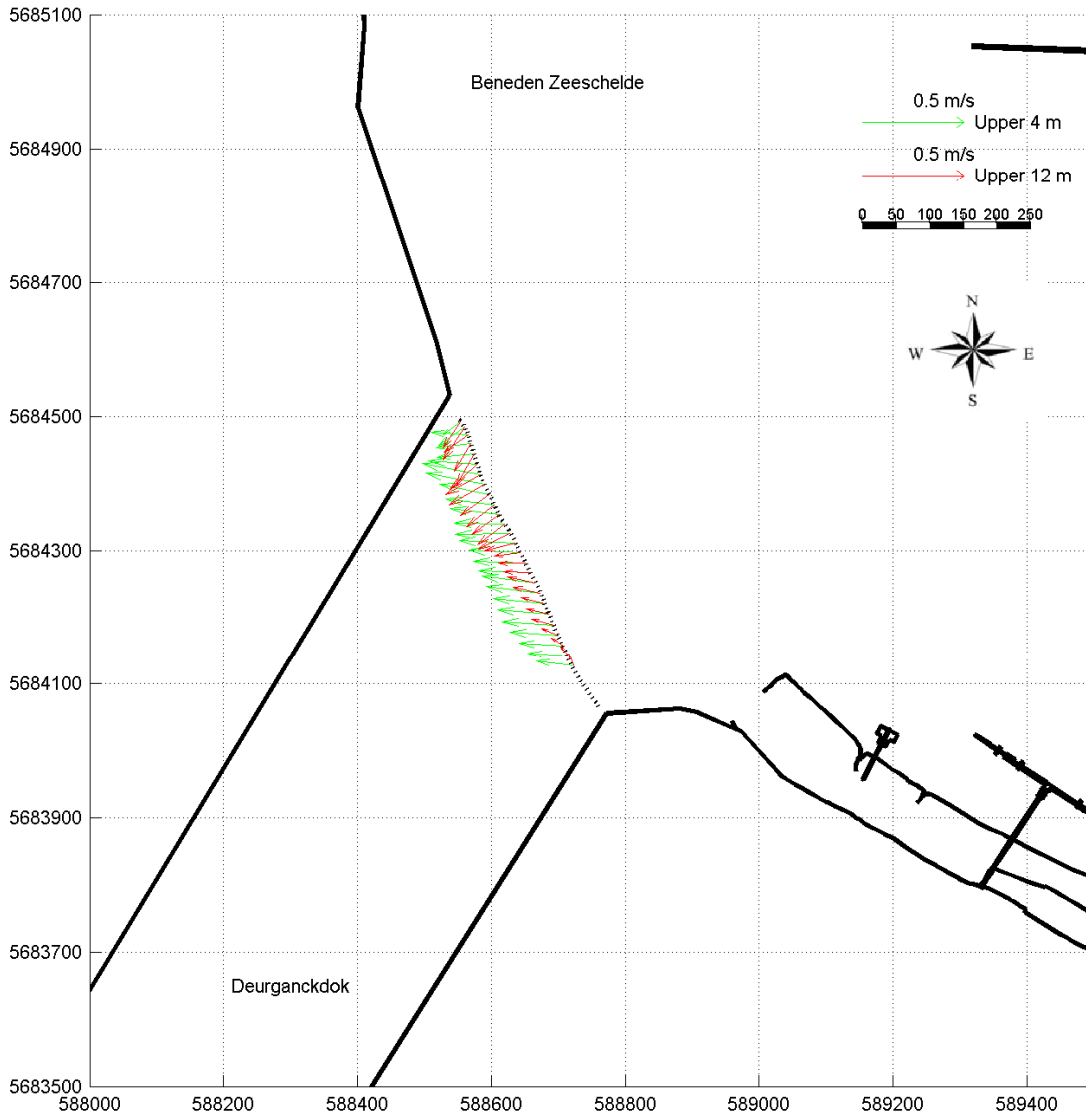 5685100
Beneden Zeeschelde
0.5 m/s
Upper 4 m
5684900
0.5 m/s
Upper 12 m
0 50 100 150 200 250
5684700
N
W E
S
5684500
5684300
5684100
5683900
5683700
Deurganckdok
5683500
588000 588200 588400 588600 588800 589000 589200 589400